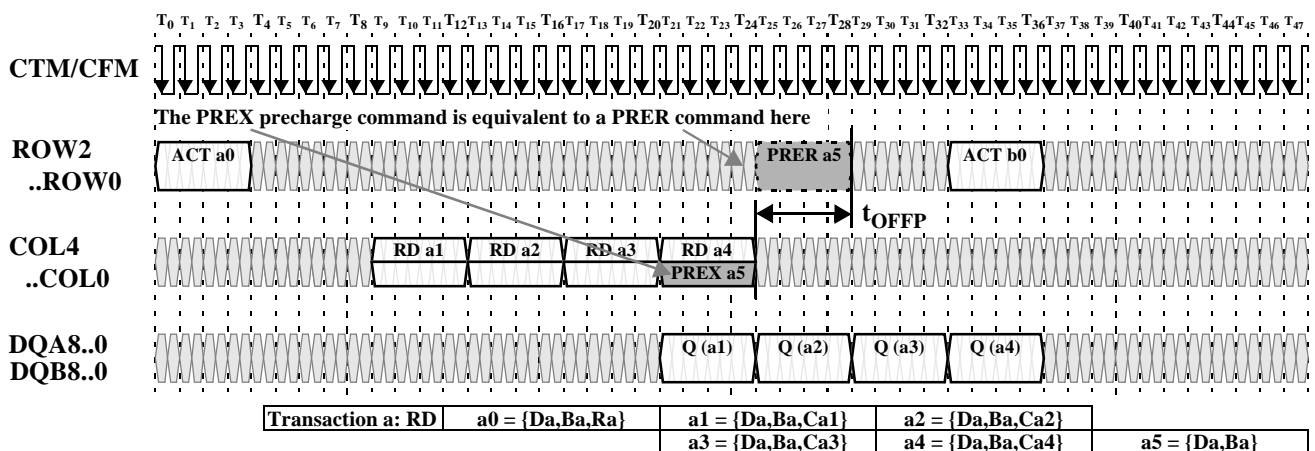 T0 T1 T2 T3 T4 T5 T6 T7 T8 T9 T10 T11 T12 T13 T14 T15 T16 T17 T18 T19 T20 T21 T22 T23 T24 T25 T26 T27 T28 T29 T30 T31 T32 T33 T34 T35 T36 T37 T38 T39 T40 T41 T42 T43 T44 T45 T46 T47
CTM/CFM
The PREX precharge command is equivalent to a PRER command here
ROW2
..ROW0
ACT a0
PRER a5
ACT b0
tOFFP
COL4
..COL0
RD a1
RD a2
RD a3
RD a4
PREX a5
DQA8..0
DQB8..0
Q (a1)
Q (a2)
Q (a3)
Q (a4)
Transaction a: RD
a0 = {Da,Ba,Ra}
a1 = {Da,Ba,Ca1}
a2 = {Da,Ba,Ca2}
a3 = {Da,Ba,Ca3}
a4 = {Da,Ba,Ca4}
a5 = {Da,Ba}